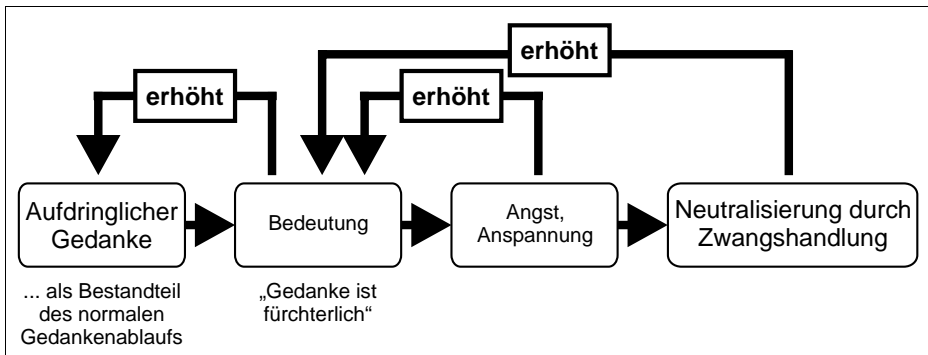 erhöht
erhöht
erhöht
Aufdringlicher
Gedanke
Bedeutung
Angst,
Anspannung
Neutralisierung durch
Zwangshandlung
... als Bestandteil
des normalen
Gedankenablaufs
„Gedanke ist
fürchterlich“